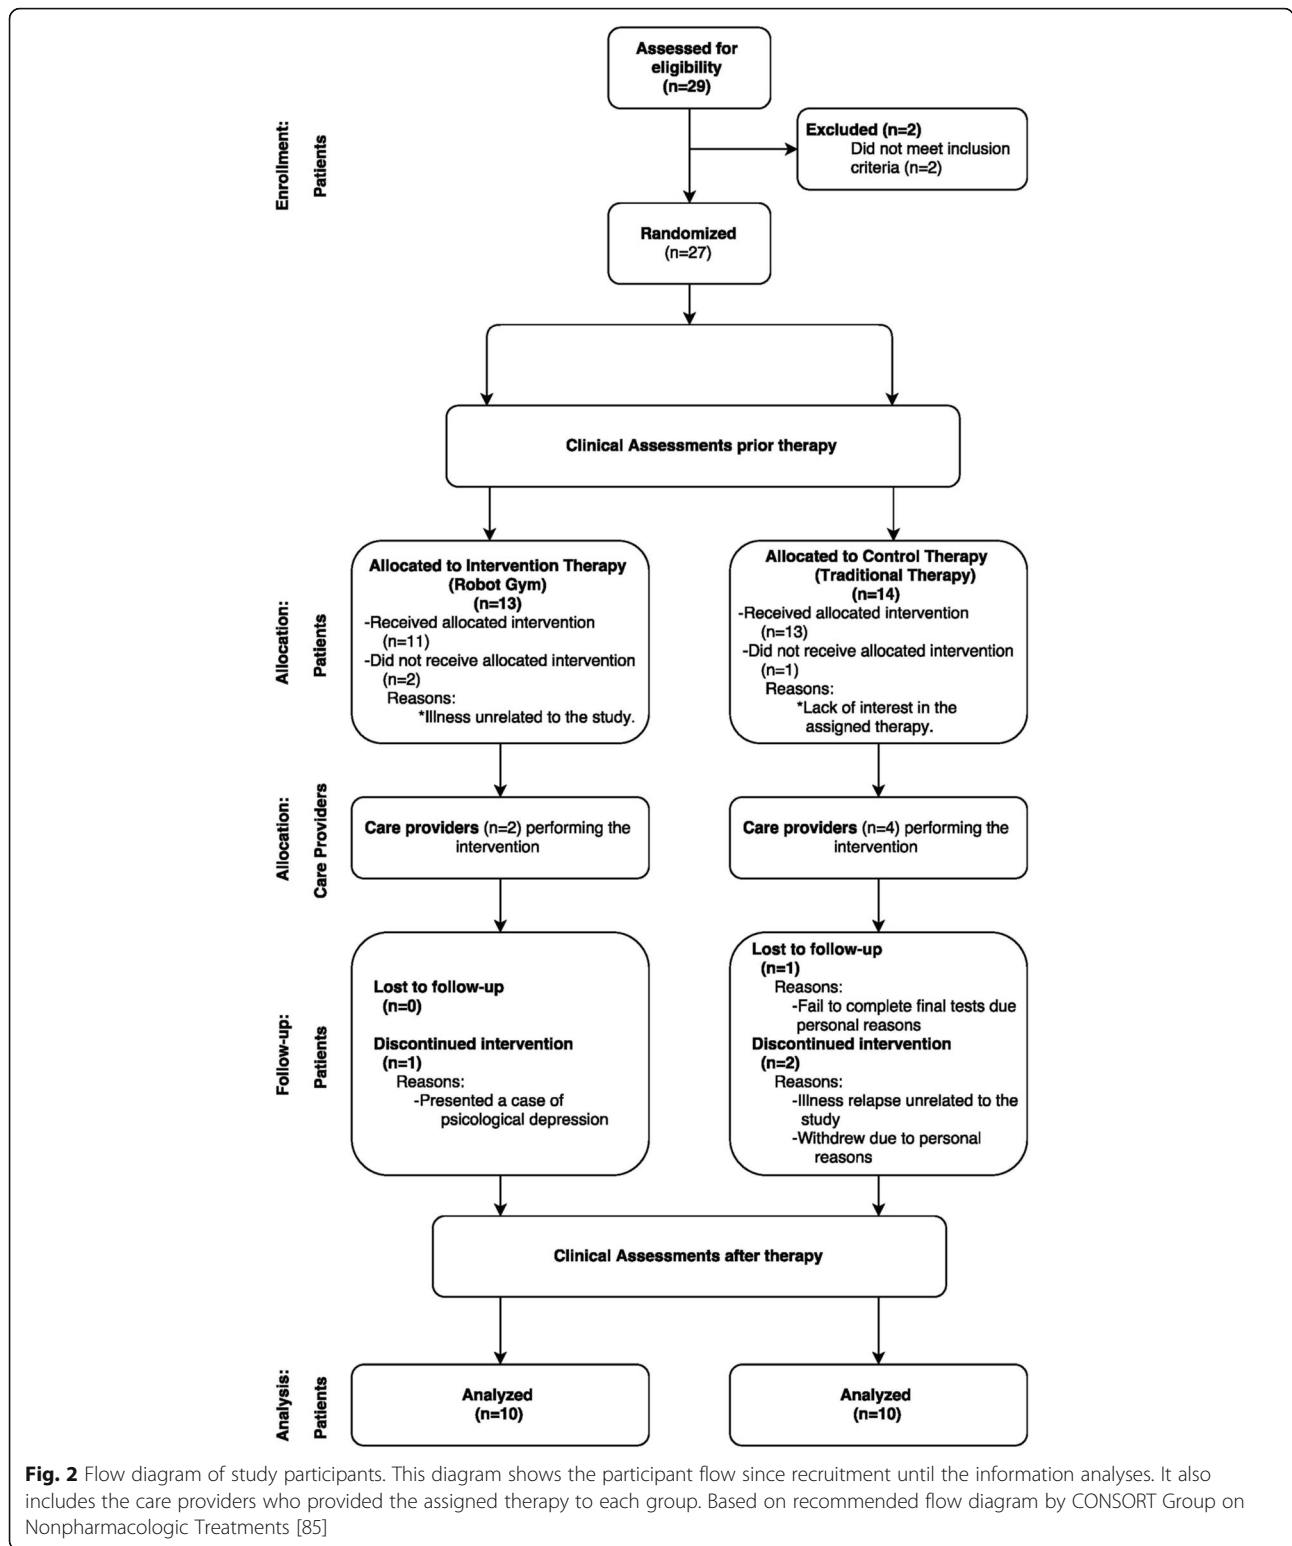 Assessed for
eligibility
(n=29)
Enrollment:
Patients
Excluded (n=2)
Did not meet inclusion
criteria (n=2)
Randomized
(n=27)
Clinical Assessments prior therapy
Allocation:
Patients
Allocated to Intervention Therapy
(Robot Gym)
(n=13)
-Received allocated intervention
(n=11)
-Did not receive allocated intervention
(n=2)
Reasons:
*Illness unrelated to the study.
Allocated to Control Therapy
(Traditional Therapy)
(n=14)
-Received allocated intervention
(n=13)
-Did not receive allocated intervention
(n=1)
Reasons:
*Lack of interest in the
assigned therapy.
Allocation:
Care Providers
Care providers (n=2) performing the
intervention
Care providers (n=4) performing the
intervention
Follow-up:
Patients
Lost to follow-up
(n=0)
Discontinued intervention
(n=1)
Reasons:
-Presented a case of
psicological depression
Lost to follow-up
(n=1)
Reasons:
-Fail to complete final tests due
personal reasons
Discontinued intervention
(n=2)
Reasons:
-Illness relapse unrelated to the
study
-Withdrew due to personal
reasons
Clinical Assessments after therapy
Analysis:
Patients
Analyzed
(n=10)
Analyzed
(n=10)
Fig. 2 Flow diagram of study participants. This diagram shows the participant flow since recruitment until the information analyses. It also
includes the care providers who provided the assigned therapy to each group. Based on recommended flow diagram by CONSORT Group on
Nonpharmacologic Treatments [85]